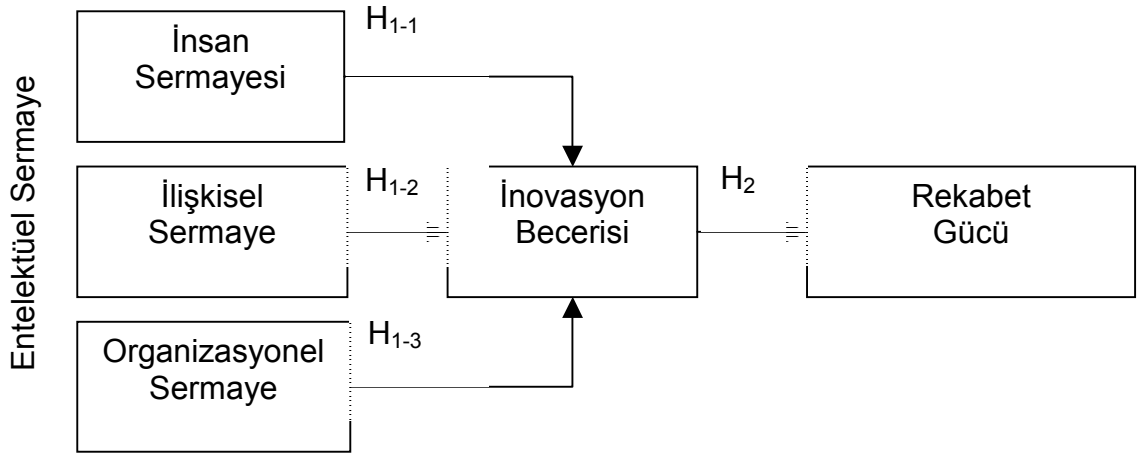 Entelektüel Sermaye
İnsan
Sermayesi
H1-1
İlişkisel
Sermaye
H1-2
İnovasyon
Becerisi
H2
Rekabet
Gücü
Organizasyonel
Sermaye
H1-3